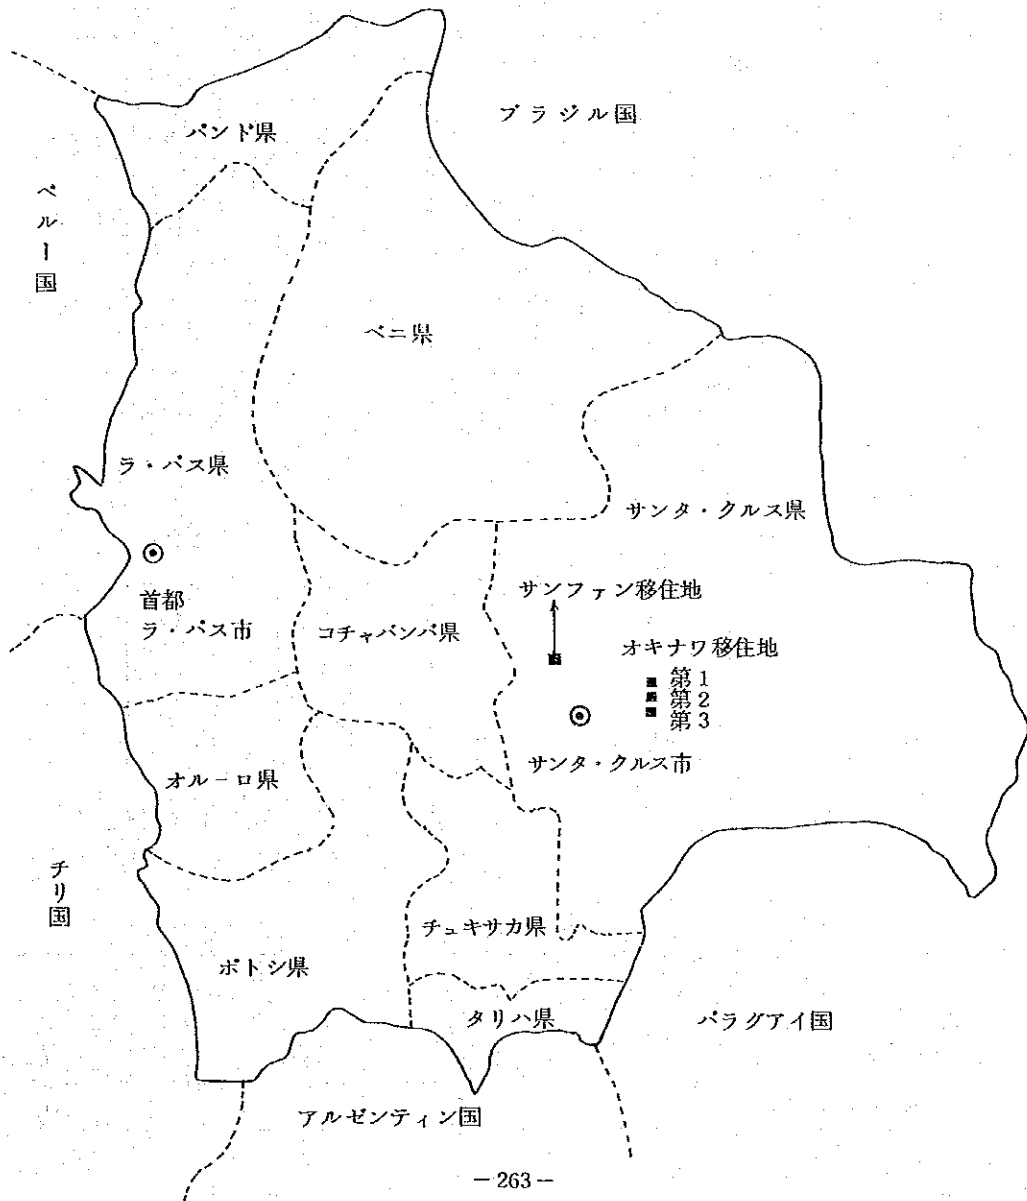 ブラジル国
パンド県
ペルー国
ベニ県
ラ・パス県
サンタ・クルス県
首都
ラ・パス市
コチャバンバ県
サンファン移住地
オキナワ移住地
第1
第2
第3
サンタ・クルス市
オルーロ県
チリ国
チュキサカ県
ポトシ県
タリハ県
パラグアイ国
アルゼンティン国
－263－